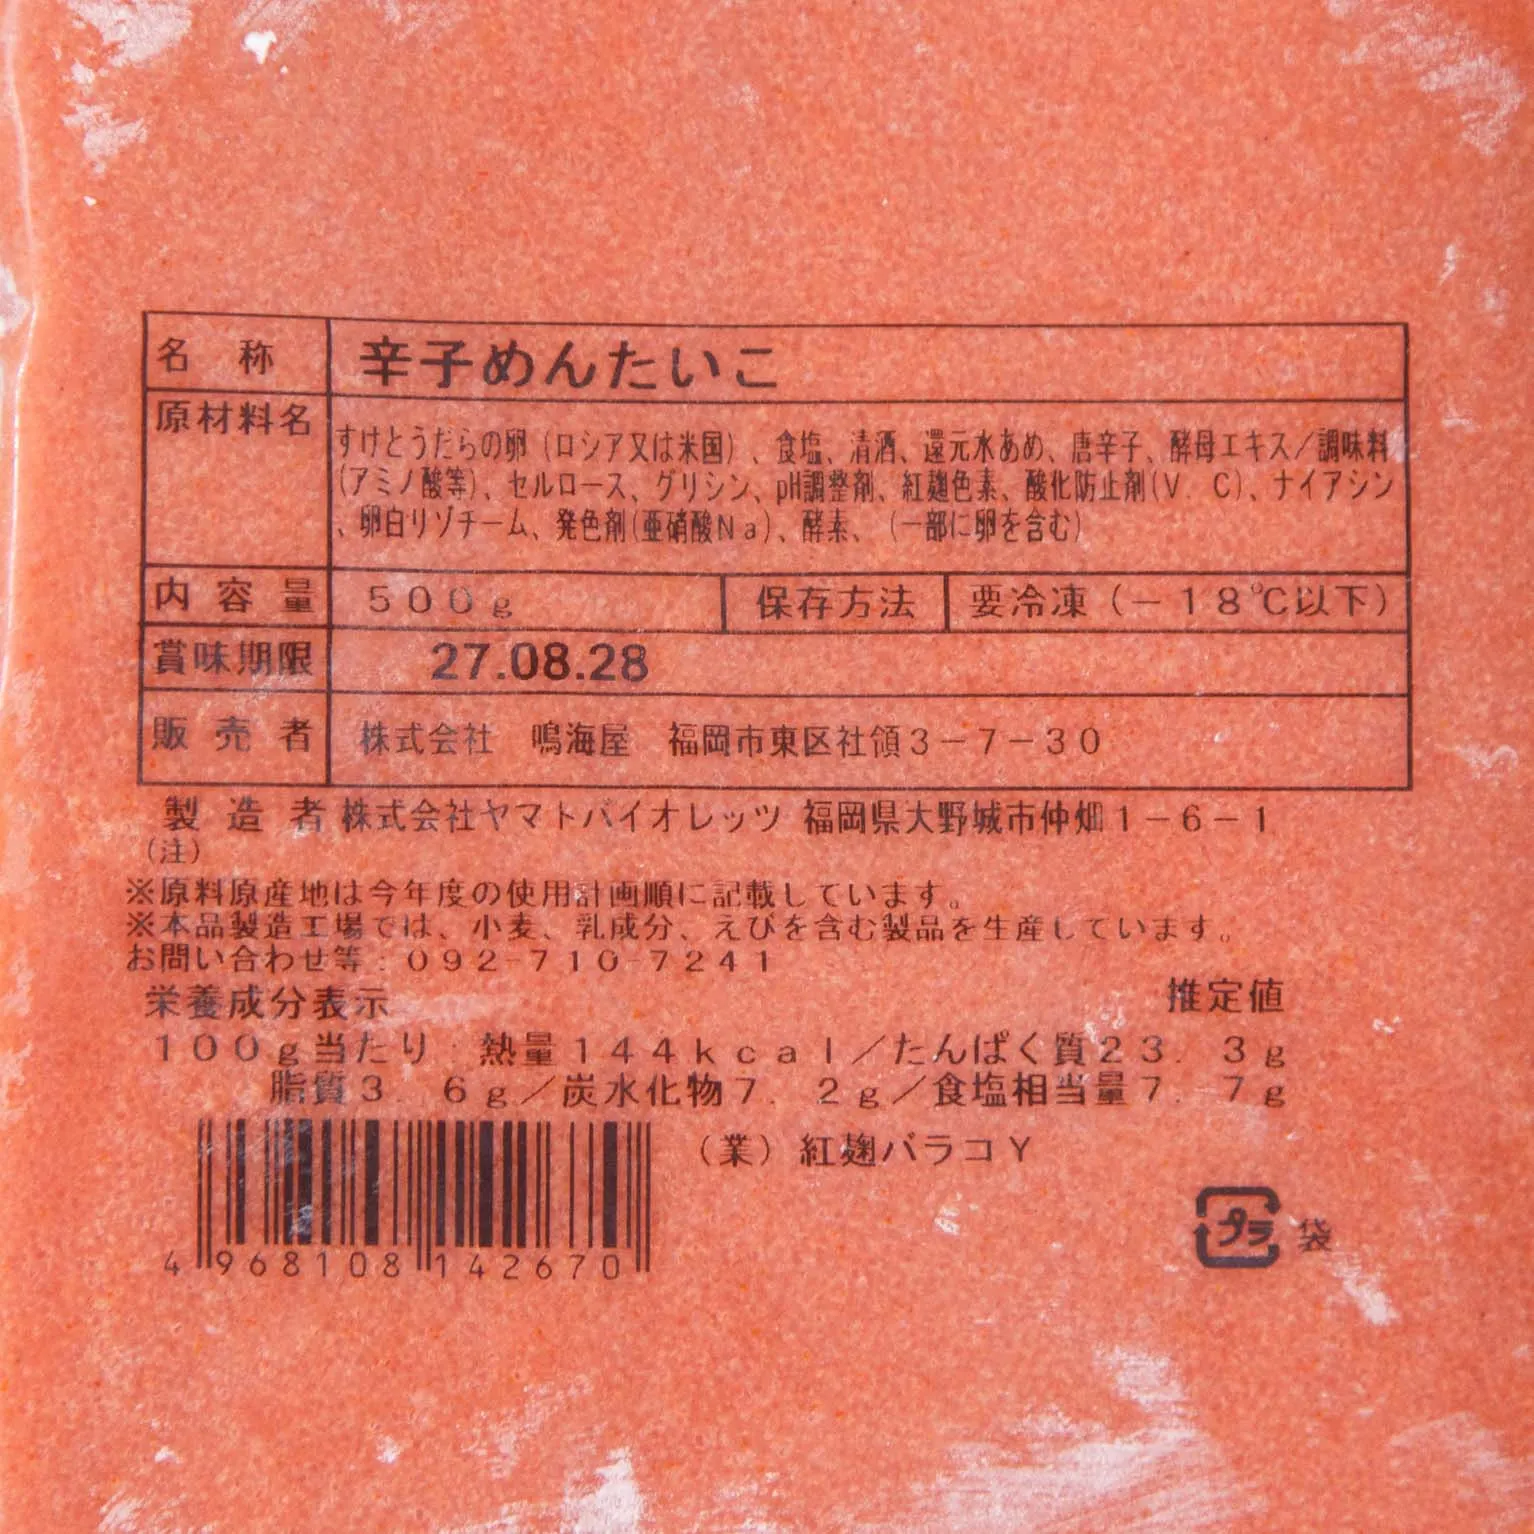 名称 辛子めんたいこ
原材料名 すけとうだらの卵（ロシア又は米国）、食塩、清酒、還元水あめ、唐辛子、酵母エキス／調味料
(アミノ酸等)、セルロース、グリシン、pH調整剤、紅麹色素、酸化防止剤(Ｖ．Ｃ)、ナイアシン
、卵白リゾチーム、発色剤(亜硝酸Ｎａ)、酵素、（一部に卵を含む）
内容量 ５００ｇ 保存方法 要冷凍（－１８℃以下）
賞味期限 27.08.28
販売者 株式会社　鳴海屋　福岡市東区社領３－７－３０
製造者 株式会社ヤマトバイオレッツ 福岡県大野城市仲畑１－６－１
（注）
※原料原産地は今年度の使用計画順に記載しています。
※本品製造工場では、小麦、乳成分、えびを含む製品を生産しています。
お問い合わせ等：０９２－７１０－７２４１
栄養成分表示 推定値
１００ｇ当たり：熱量１４４ｋｃａｌ／たんぱく質２３．３ｇ
脂質３．６ｇ／炭水化物７．２ｇ／食塩相当量７．７ｇ
（業）紅麹バラコＹ
プラ 袋
4 968108 142670